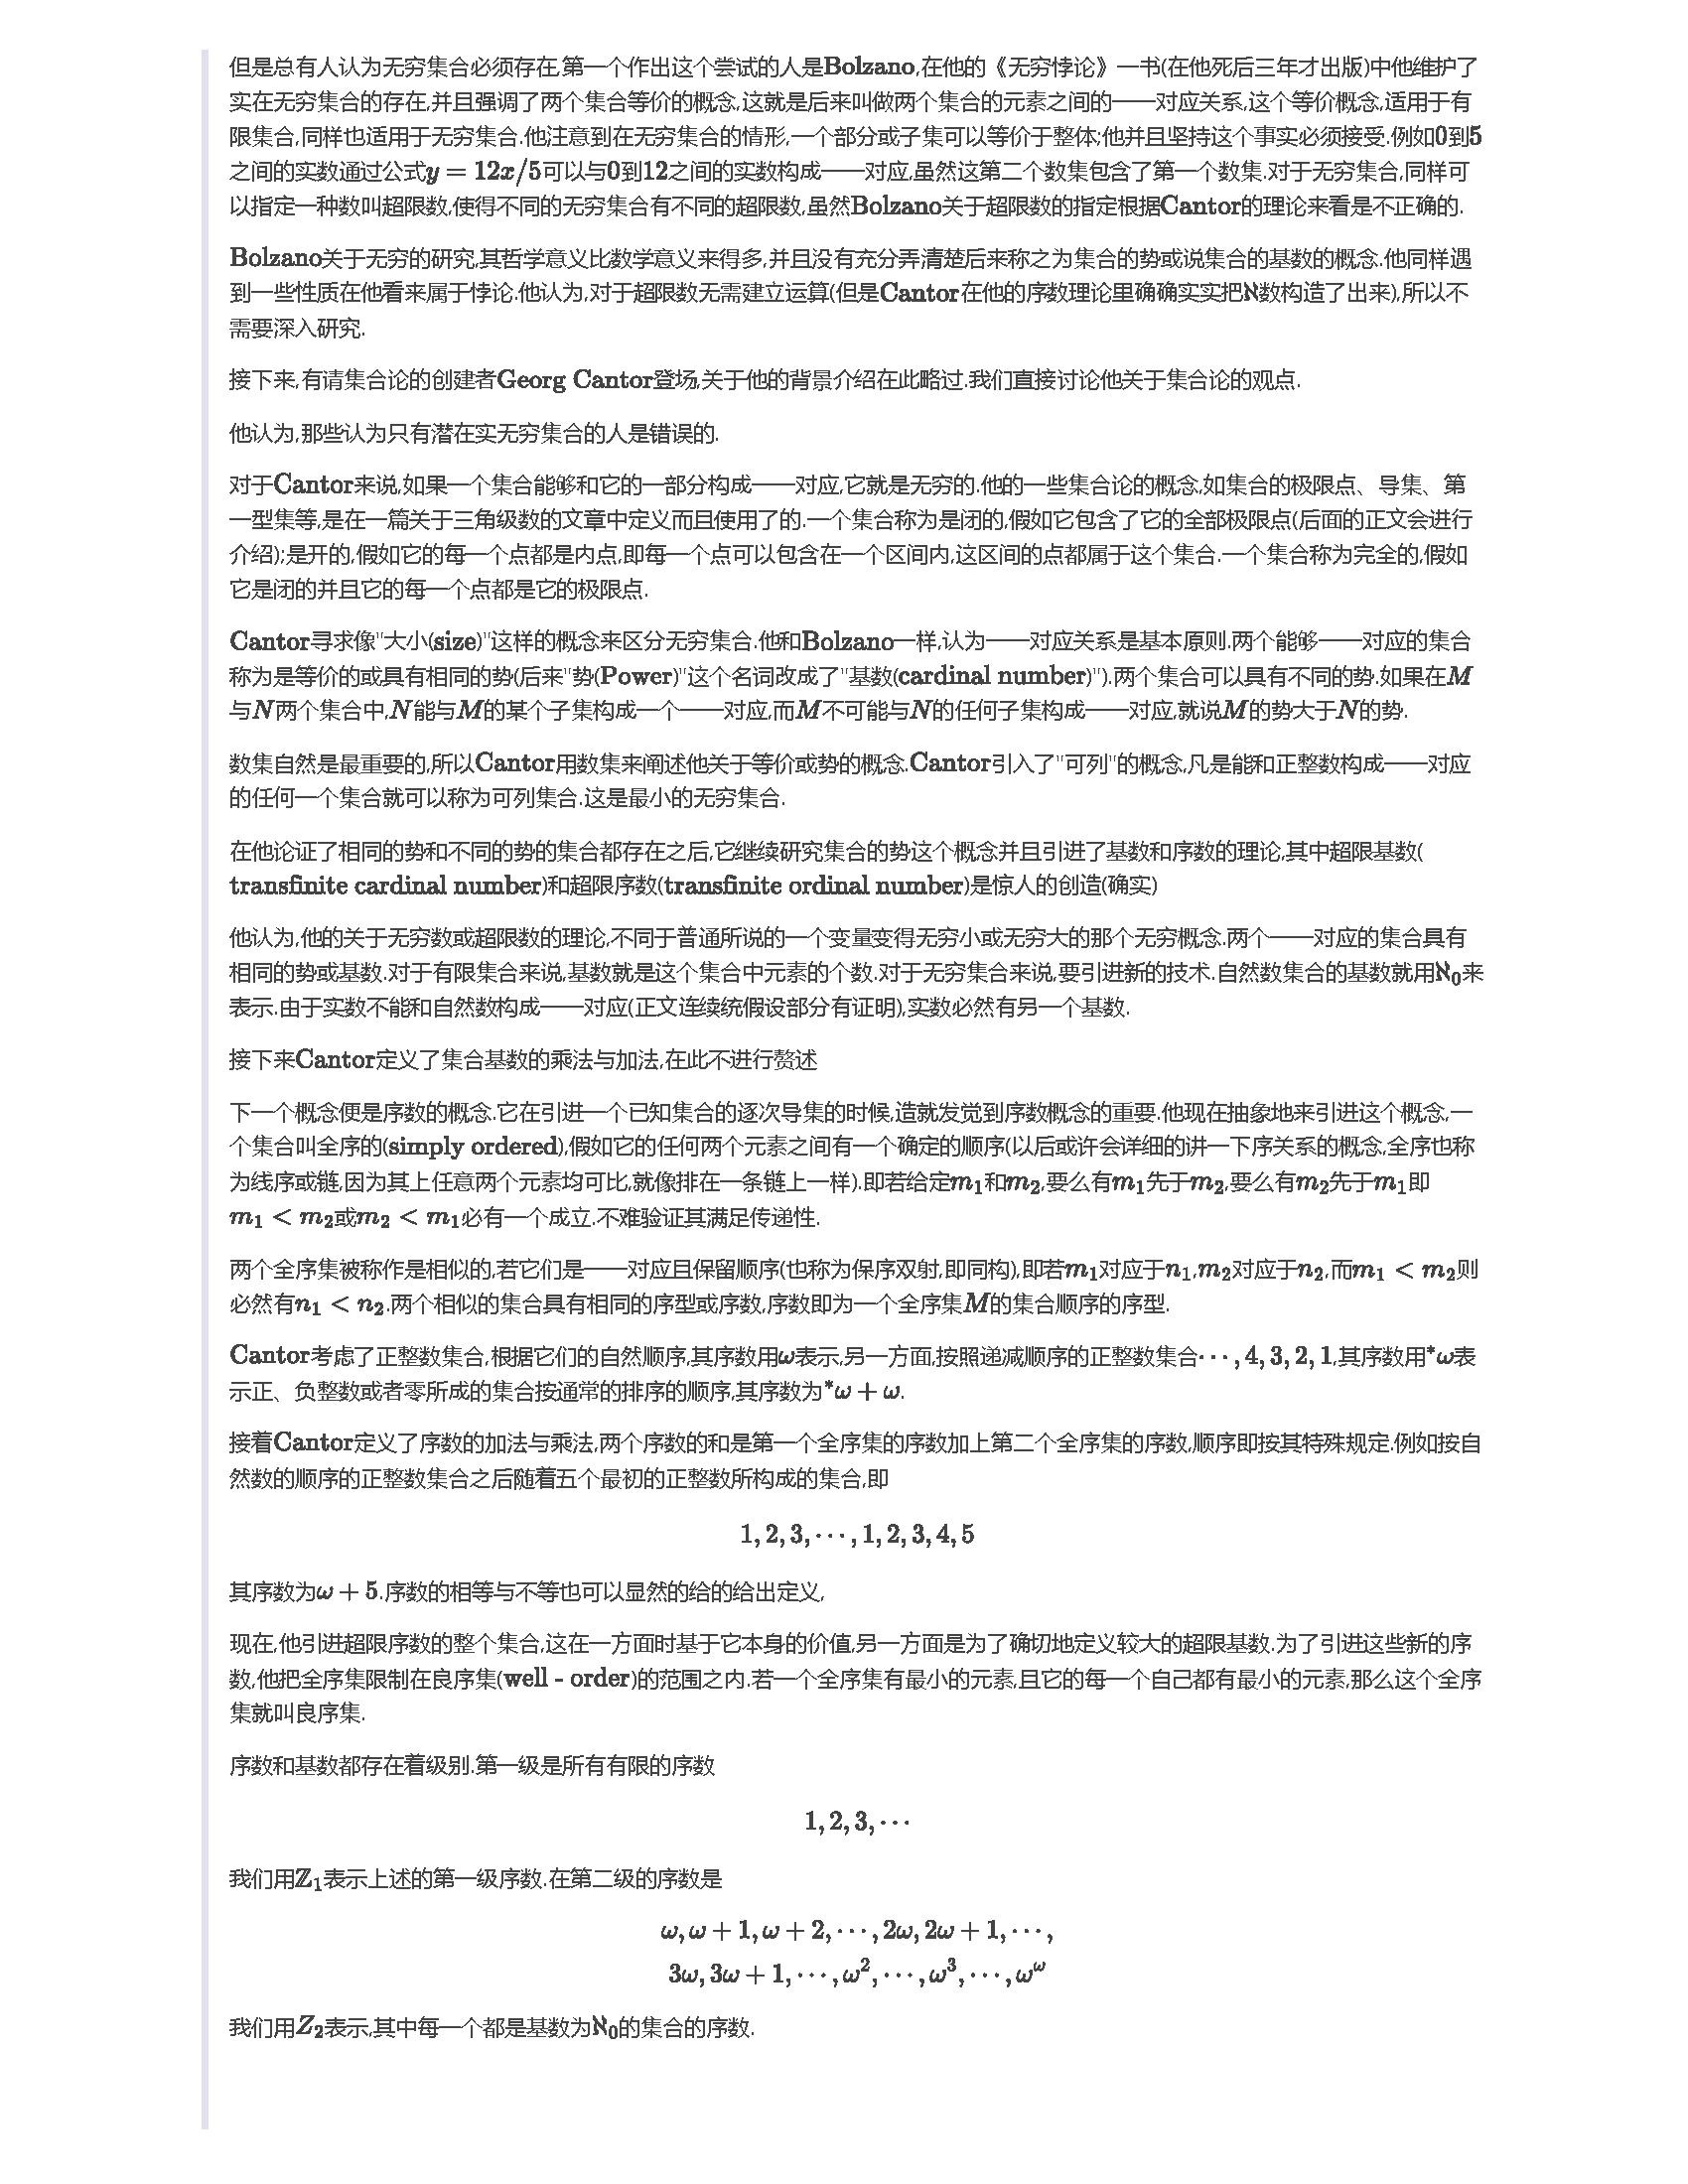 但是总有人认为无穷集合必须存在,第一个作出这个尝试的人是Bolzano,在他的《无穷悖论》一书(在他死后三年才出版)中他维护了
实在无穷集合的存在,并且强调了两个集合等价的概念,这就是后来叫做两个集合的元素之间的一一对应关系,这个等价概念,适用于有
限集合,同样也适用于无穷集合.他注意到在无穷集合的情形,一个部分或子集可以等价于整体;他并且坚持这个事实必须接受.例如0到5
之间的实数通过公式y = 12x/5可以与0到12之间的实数构成一一对应,虽然这第二个数集包含了第一个数集.对于无穷集合,同样可
以指定一种数叫超限数,使得不同的无穷集合有不同的超限数,虽然Bolzano关于超限数的指定根据Cantor的理论来看是不正确的.
Bolzano关于无穷的研究,其哲学意义比数学意义来得多,并且没有充分弄清楚后来称之为集合的势或说集合的基数的概念.他同样遇
到一些性质在他看来属于悖论.他认为,对于超限数无需建立运算(但是Cantor在他的序数理论里确确实实把ℵ数构造了出来),所以不
需要深入研究.
接下来,有请集合论的创建者Georg Cantor登场,关于他的背景介绍在此略过.我们直接讨论他关于集合论的观点.
他认为,那些认为只有潜在实无穷集合的人是错误的.
对于Cantor来说,如果一个集合能够和它的一部分构成一一对应,它就是无穷的.他的一些集合论的概念,如集合的极限点、导集、第
一型集等,是在一篇关于三角级数的文章中定义而且使用了的.一个集合称为是闭的,假如它包含了它的全部极限点(后面的正文会进行
介绍);是开的,假如它的每一个点都是内点,即每一个点可以包含在一个区间内,这区间的点都属于这个集合.一个集合称为完全的,假如
它是闭的并且它的每一个点都是它的极限点.
Cantor寻求像"大小(size)"这样的概念来区分无穷集合.他和Bolzano一样,认为一一对应关系是基本原则.两个能够一一对应的集合
称为是等价的或具有相同的势(后来"势(Power)"这个名词改成了"基数(cardinal number)").两个集合可以具有不同的势.如果在M
与N两个集合中,N能与M的某个子集构成一个一一对应,而M不可能与N的任何子集构成一一对应,就说M的势大于N的势.
数集自然是最重要的,所以Cantor用数集来阐述他关于等价或势的概念.Cantor引入了"可列"的概念,凡是能和正整数构成一一对应
的任何一个集合就可以称为可列集合.这是最小的无穷集合.
在他论证了相同的势和不同的势的集合都存在之后,它继续研究集合的势这个概念并且引进了基数和序数的理论,其中超限基数(
transfinite cardinal number)和超限序数(transfinite ordinal number)是惊人的创造(确实)
他认为,他的关于无穷数或超限数的理论,不同于普通所说的一个变量变得无穷小或无穷大的那个无穷概念.两个一一对应的集合具有
相同的势或基数.对于有限集合来说,基数就是这个集合中元素的个数.对于无穷集合来说,要引进新的技术.自然数集合的基数就用ℵ₀来
表示.由于实数不能和自然数构成一一对应(正文连续统假设部分有证明),实数必然有另一个基数.
接下来Cantor定义了集合基数的乘法与加法,在此不进行赘述
下一个概念便是序数的概念.它在引进一个已知集合的逐次导集的时候,造就发觉到序数概念的重要.他现在抽象地来引进这个概念,一
个集合叫全序的(simply ordered),假如它的任何两个元素之间有一个确定的顺序(以后或许会详细的讲一下序关系的概念,全序也称
为线序或链,因为其上任意两个元素均可比,就像排在一条链上一样).即若给定m₁和m₂,要么有m₁先于m₂,要么有m₂先于m₁即
m₁ < m₂或m₂ < m₁必有一个成立.不难验证其满足传递性.
两个全序集被称作是相似的,若它们是一一对应且保留顺序(也称为保序双射,即同构),即若m₁对应于n₁,m₂对应于n₂,而m₁ < m₂则
必然有n₁ < n₂.两个相似的集合具有相同的序型或序数,序数即为一个全序集M的集合顺序的序型.
Cantor考虑了正整数集合,根据它们的自然顺序,其序数用ω表示,另一方面,按照递减顺序的正整数集合⋯, 4, 3, 2, 1,其序数用*ω表
示正、负整数或者零所成的集合按通常的排序的顺序,其序数为*ω + ω.
接着Cantor定义了序数的加法与乘法,两个序数的和是第一个全序集的序数加上第二个全序集的序数,顺序即按其特殊规定.例如按自
然数的顺序的正整数集合之后随着五个最初的正整数所构成的集合,即
1, 2, 3, ⋯, 1, 2, 3, 4, 5
其序数为ω + 5.序数的相等与不等也可以显然的给的给出定义,
现在,他引进超限序数的整个集合,这在一方面时基于它本身的价值,另一方面是为了确切地定义较大的超限基数.为了引进这些新的序
数,他把全序集限制在良序集(well - order)的范围之内.若一个全序集有最小的元素,且它的每一个自己都有最小的元素,那么这个全序
集就叫良序集.
序数和基数都存在着级别.第一级是所有有限的序数
1, 2, 3, ⋯
我们用Z₁表示上述的第一级序数.在第二级的序数是
ω, ω + 1, ω + 2, ⋯, 2ω, 2ω + 1, ⋯,
3ω, 3ω + 1, ⋯, ω², ⋯, ω³, ⋯, ω^ω
我们用Z₂表示,其中每一个都是基数为ℵ₀的集合的序数.